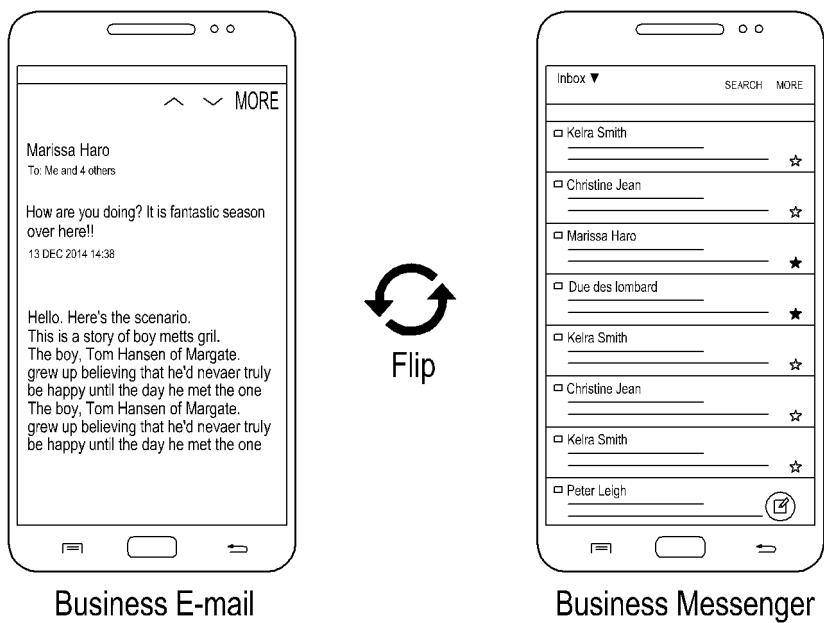 MORE
Marissa Haro
To: Me and 4 others
How are you doing? It is fantastic season
over here!!
13 DEC 2014 14:38
Hello. Here's the scenario.
This is a story of boy metts gril.
The boy, Tom Hansen of Margate.
grew up believing that he'd nevaer truly
be happy until the day he met the one
The boy, Tom Hansen of Margate.
grew up believing that he'd nevaer truly
be happy until the day he met the one
Business E-mail
Flip
Inbox ▼ SEARCH MORE
Kelra Smith
Christine Jean
Marissa Haro
Due des lombard
Kelra Smith
Christine Jean
Kelra Smith
Peter Leigh
Business Messenger